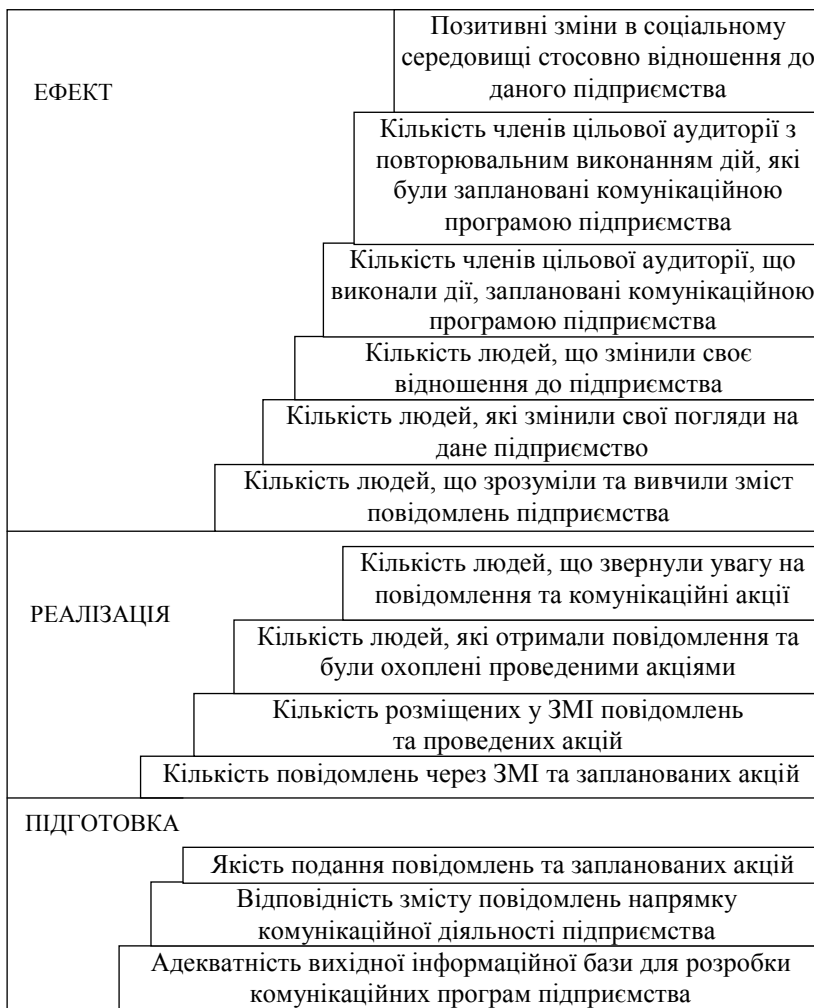 Позитивні зміни в соціальному
середовищі стосовно відношення до
даного підприємства
ЕФЕКТ
Кількість членів цільової аудиторії з
повторювальним виконанням дій, які
були заплановані комунікаційною
програмою підприємства
Кількість членів цільової аудиторії, що
виконали дії, заплановані комунікаційною
програмою підприємства
Кількість людей, що змінили своє
відношення до підприємства
Кількість людей, які змінили свої погляди на
дане підприємство
Кількість людей, що зрозуміли та вивчили зміст
повідомлень підприємства
РЕАЛІЗАЦІЯ
Кількість людей, що звернули увагу на
повідомлення та комунікаційні акції
Кількість людей, які отримали повідомлення та
були охоплені проведеними акціями
Кількість розміщених у ЗМІ повідомлень
та проведених акцій
Кількість повідомлень через ЗМІ та запланованих акцій
ПІДГОТОВКА
Якість подання повідомлень та запланованих акцій
Відповідність змісту повідомлень напрямку
комунікаційної діяльності підприємства
Адекватність вихідної інформаційної бази для розробки
комунікаційних програм підприємства